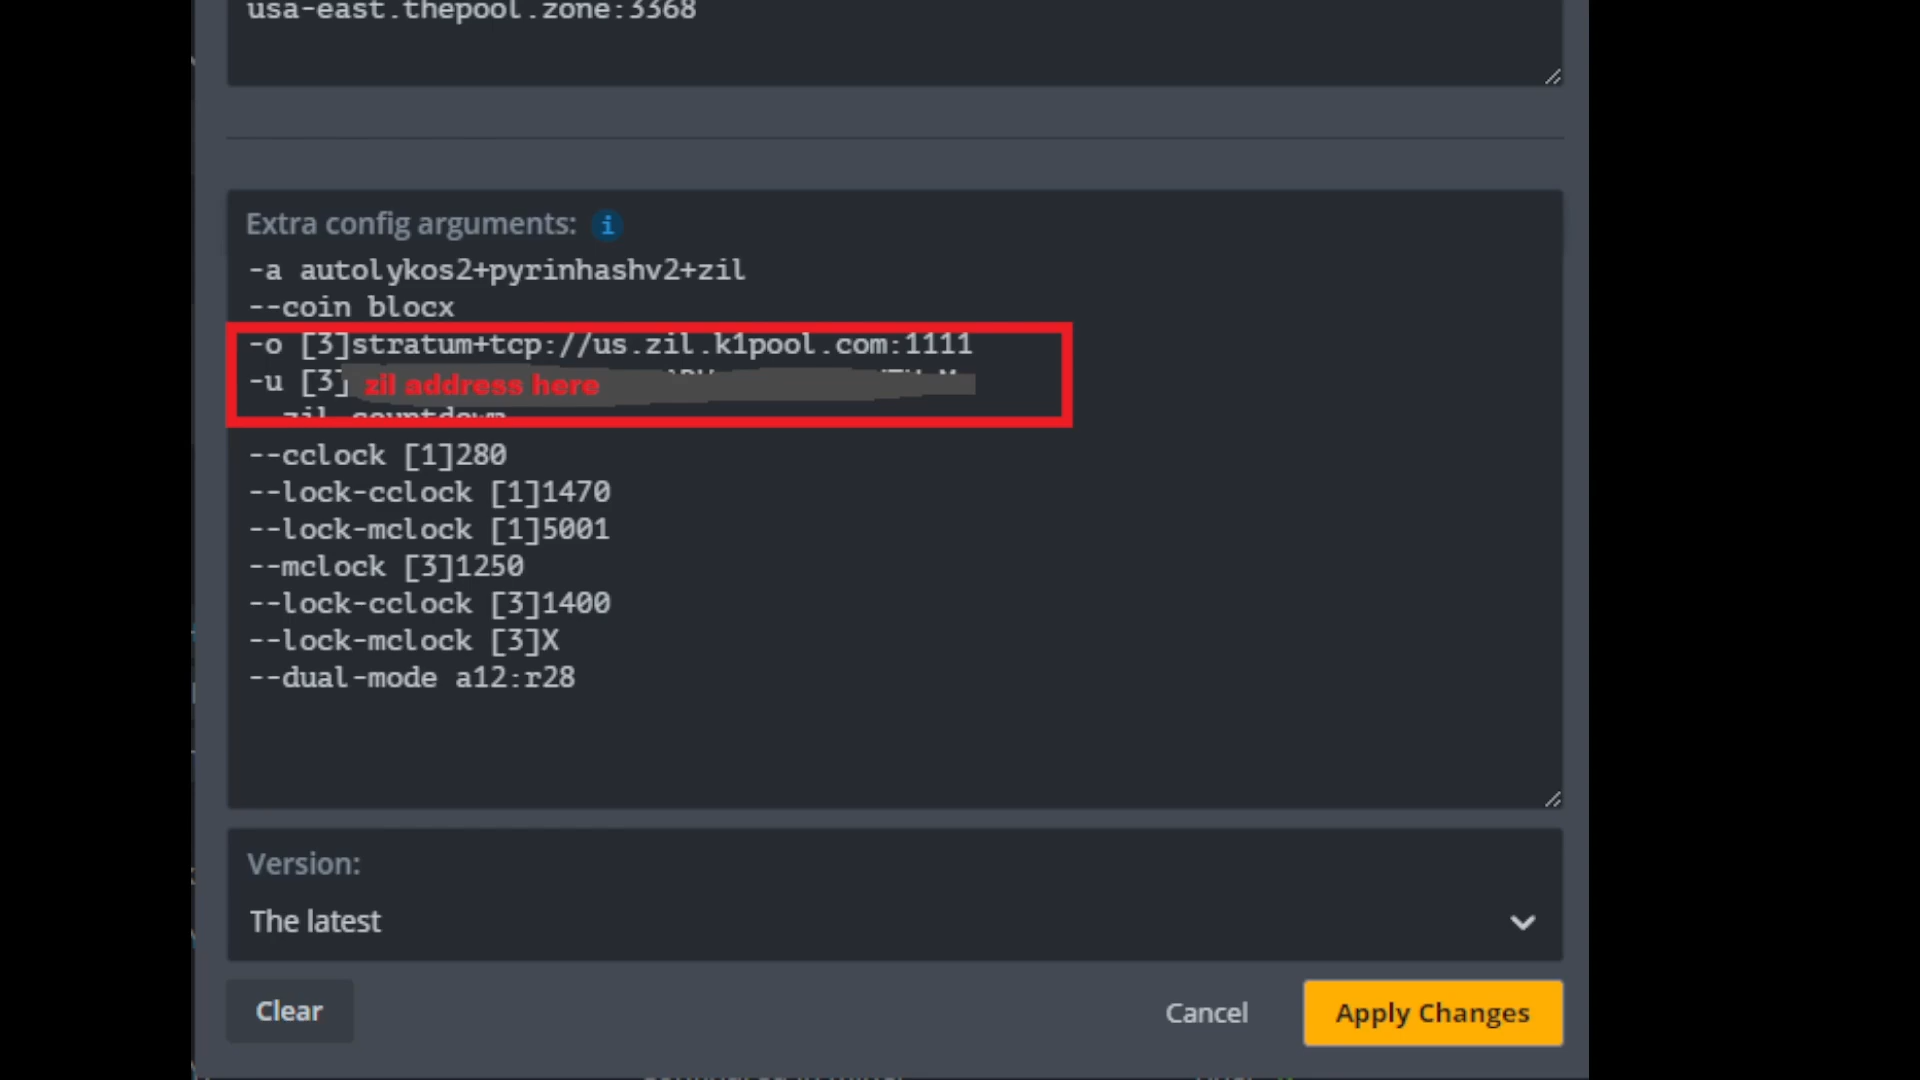 usa-east.thepool.zone:3368
Extra config arguments: i
-a autolykos2+pyrinhashv2+zil
--coin blocx
-o [3]stratum+tcp://us.zil.k1pool.com:1111
-u [3] zil address here
zil countdown
--cclock [1]280
--lock-cclock [1]1470
--lock-mclock [1]5001
--mclock [3]1250
--lock-cclock [3]1400
--lock-mclock [3]X
--dual-mode a12:r28
Version:
The latest
Clear
Cancel
Apply Changes